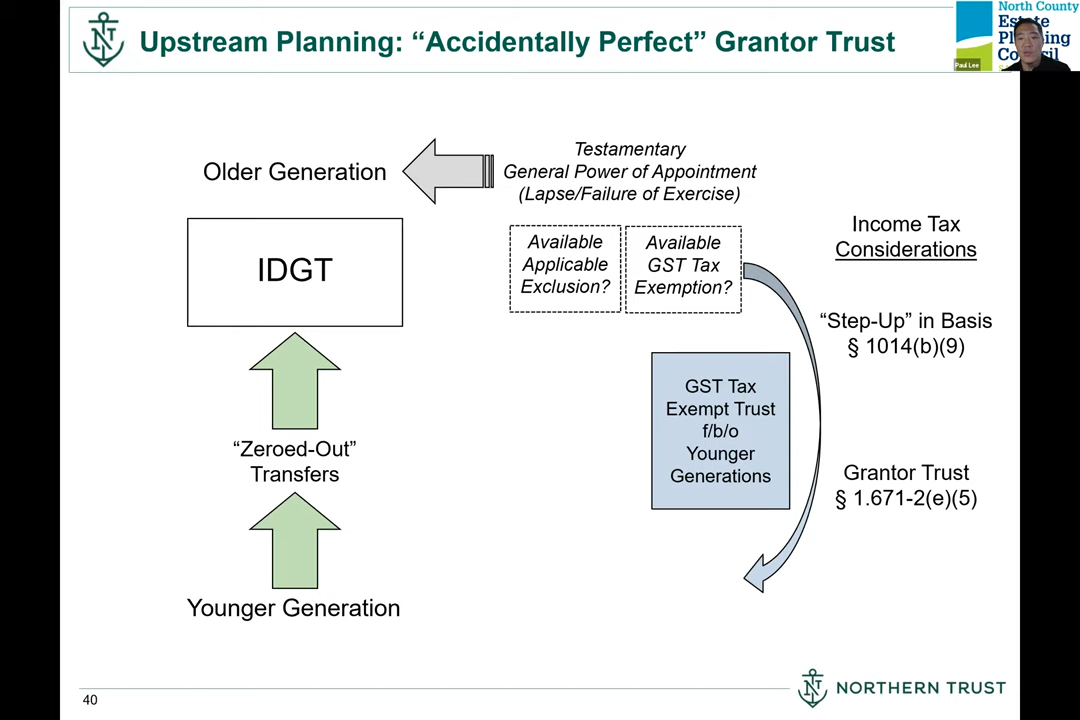 Upstream Planning: “Accidentally Perfect” Grantor Trust
North County
Estate
Planning
Council
Paul Lee
Testamentary
General Power of Appointment
(Lapse/Failure of Exercise)
Older Generation
IDGT
Available
Applicable
Exclusion?
Available
GST Tax
Exemption?
Income Tax
Considerations
“Step-Up” in Basis
§ 1014(b)(9)
GST Tax
Exempt Trust
f/b/o
Younger
Generations
“Zeroed-Out”
Transfers
Grantor Trust
§ 1.671-2(e)(5)
Younger Generation
40
NORTHERN TRUST